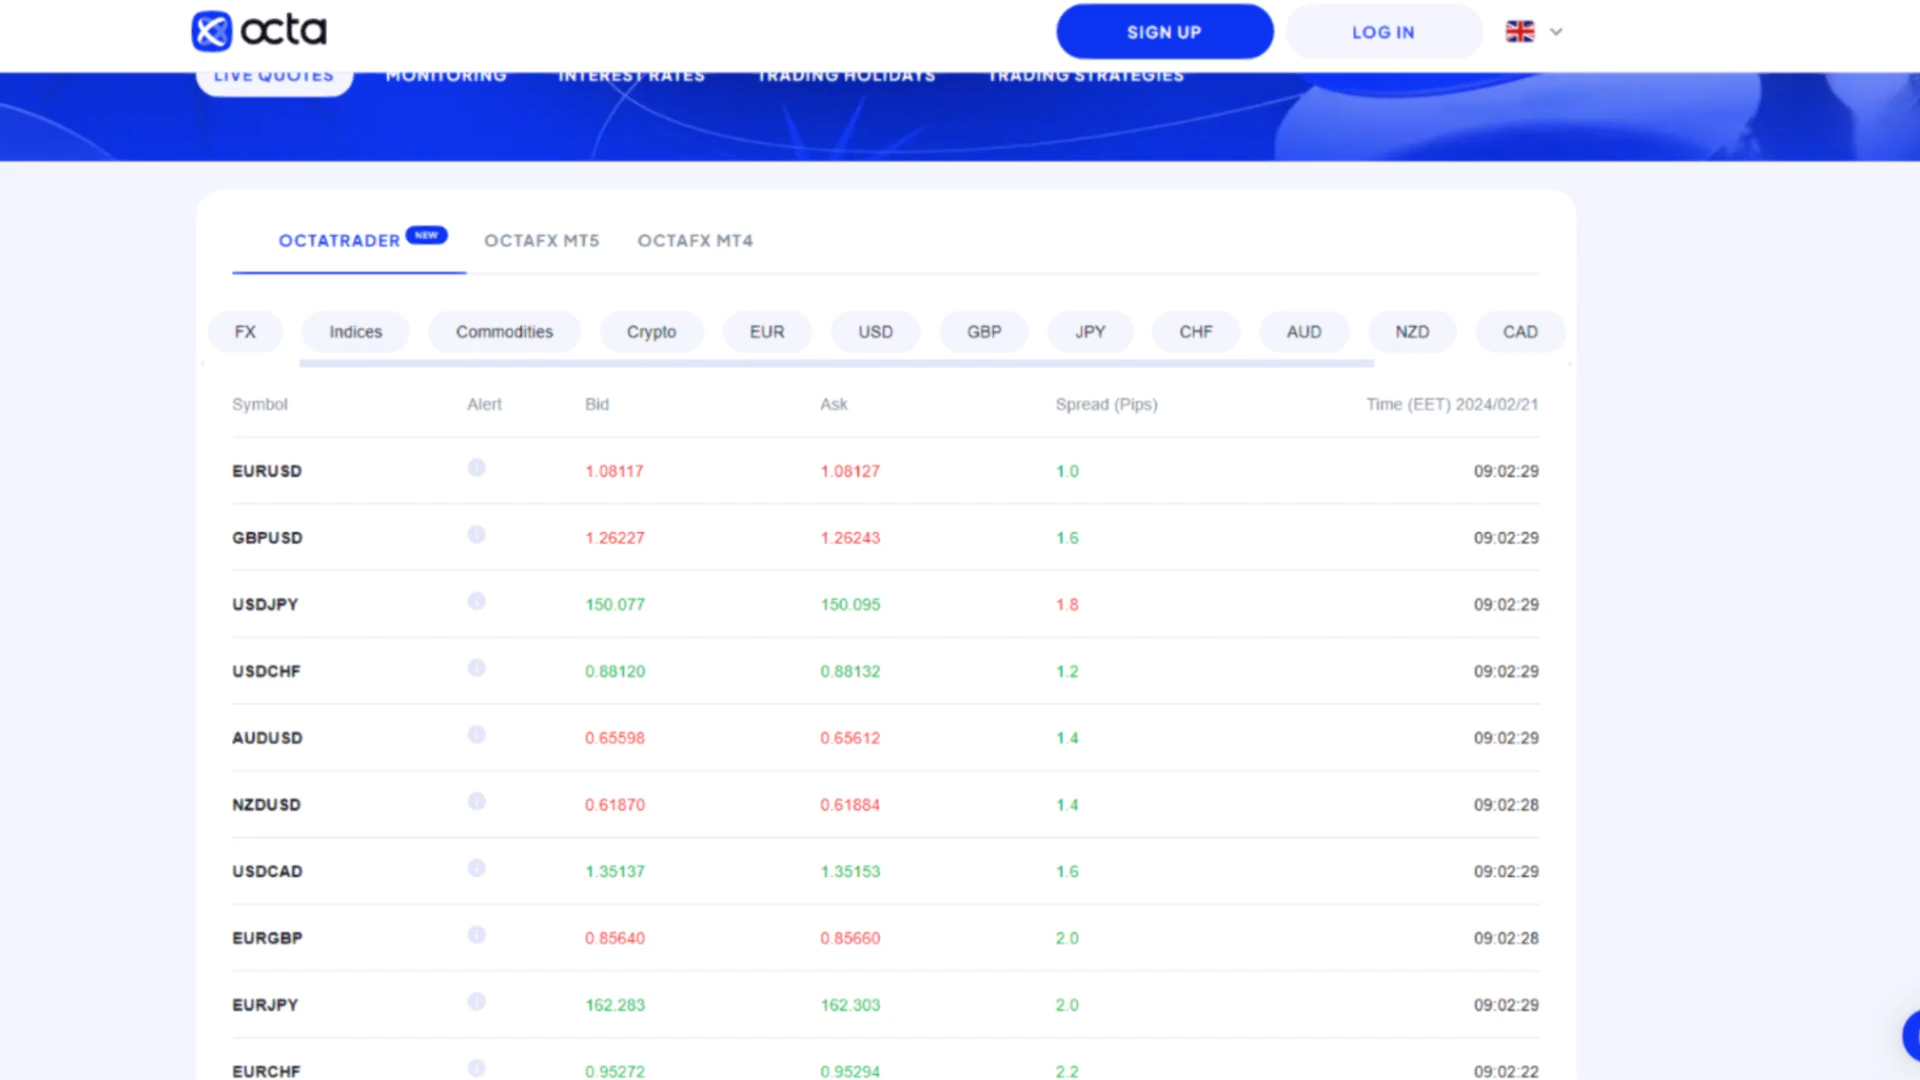 octa
SIGN UP
LOG IN
LIVE QUOTES MONITORING INTEREST RATES TRADING HOLIDAYS TRADING STRATEGIES
OCTATRADER NEW OCTAFX MT5 OCTAFX MT4
FX Indices Commodities Crypto EUR USD GBP JPY CHF AUD NZD CAD
Symbol Alert Bid Ask Spread (Pips) Time (EET) 2024/02/21
EURUSD 1.08117 1.08127 1.0 09:02:29
GBPUSD 1.26227 1.26243 1.6 09:02:29
USDJPY 150.077 150.095 1.8 09:02:29
USDCHF 0.88120 0.88132 1.2 09:02:29
AUDUSD 0.65598 0.65612 1.4 09:02:29
NZDUSD 0.61870 0.61884 1.4 09:02:28
USDCAD 1.35137 1.35153 1.6 09:02:29
EURGBP 0.85640 0.85660 2.0 09:02:28
EURJPY 162.283 162.303 2.0 09:02:29
EURCHF 0.95272 0.95294 2.2 09:02:22